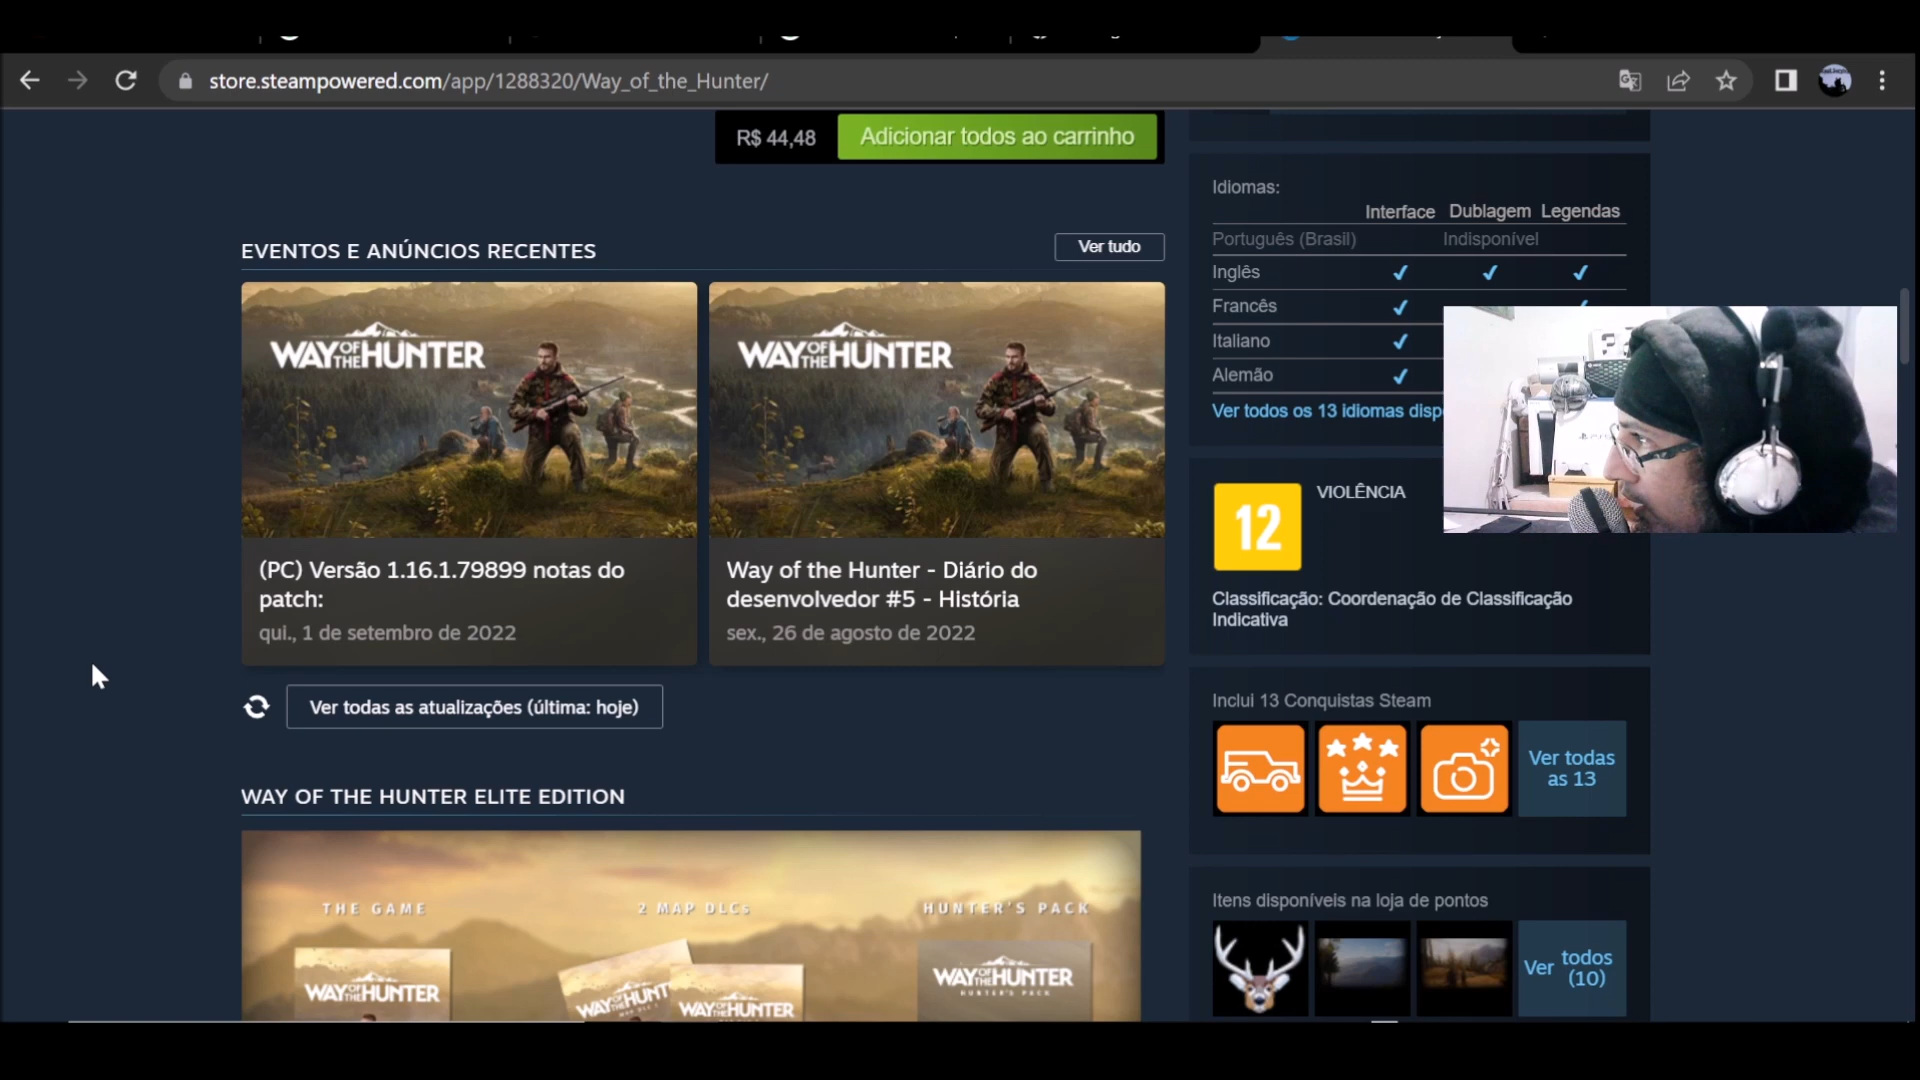 store.steampowered.com/app/1288320/Way_of_the_Hunter/
R$ 44,48
Adicionar todos ao carrinho
EVENTOS E ANÚNCIOS RECENTES
Ver tudo
WAY OF THE HUNTER
WAY OF THE HUNTER
(PC) Versão 1.16.1.79899 notas do
patch:
qui., 1 de setembro de 2022
Way of the Hunter - Diário do
desenvolvedor #5 - História
sex., 26 de agosto de 2022
Ver todas as atualizações (última: hoje)
WAY OF THE HUNTER ELITE EDITION
THE GAME
2 MAP DLCs
HUNTER'S PACK
WAY OF THE HUNTER
WAY OF THE HUNT
WAY OF THE HUNTER
WAY OF THE HUNTER
HUNTER'S PACK
Idiomas:
Interface Dublagem Legendas
Português (Brasil) Indisponível
Inglês ✔ ✔ ✔
Francês ✔
Italiano ✔
Alemão ✔
Ver todos os 13 idiomas disp
12
VIOLÊNCIA
Classificação: Coordenação de Classificação
Indicativa
Inclui 13 Conquistas Steam
Ver todas
as 13
Itens disponíveis na loja de pontos
Ver todos
(10)